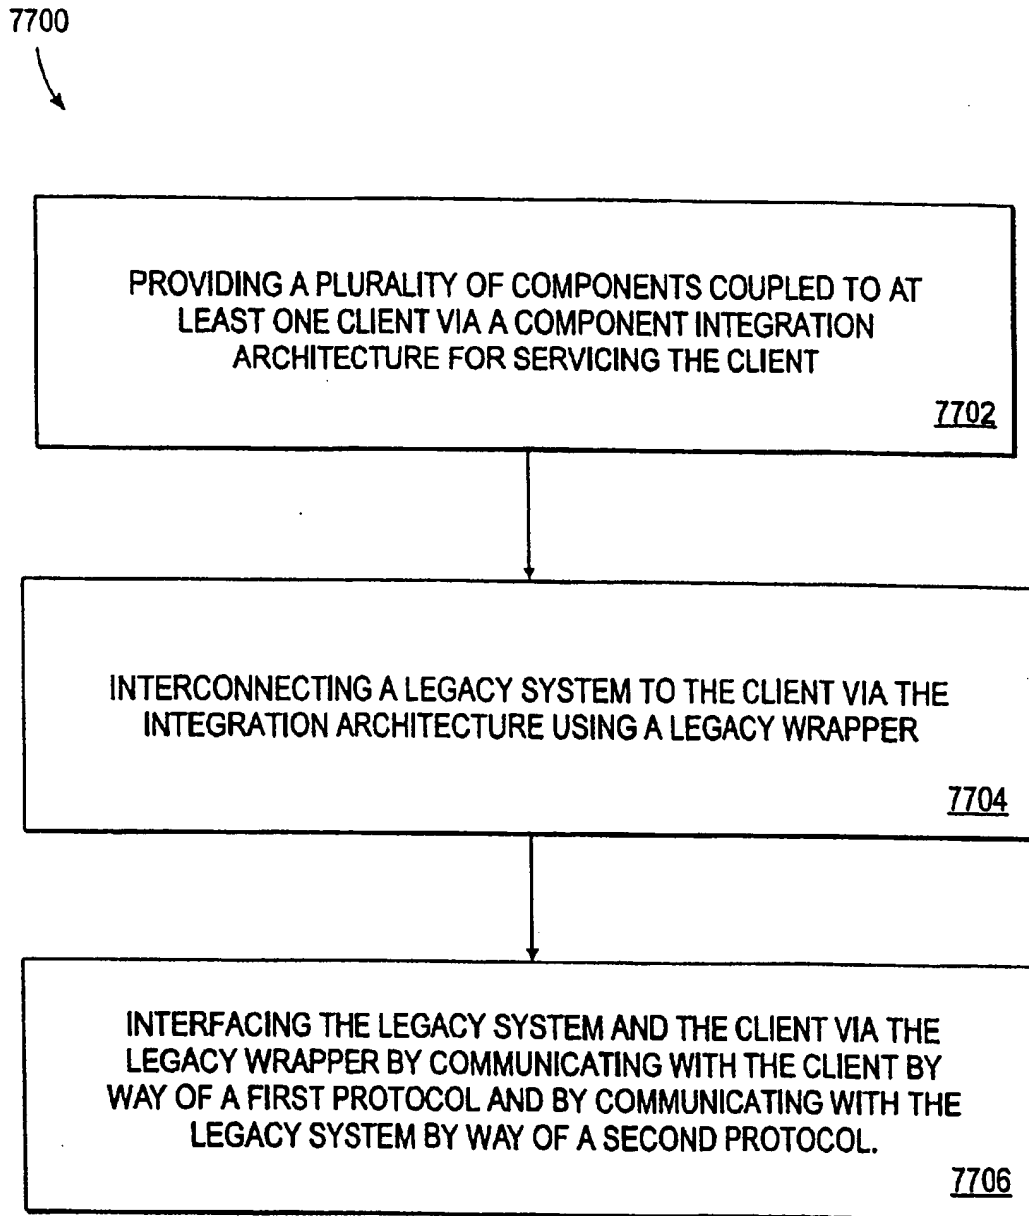 7700
PROVIDING A PLURALITY OF COMPONENTS COUPLED TO AT
LEAST ONE CLIENT VIA A COMPONENT INTEGRATION
ARCHITECTURE FOR SERVICING THE CLIENT
7702
INTERCONNECTING A LEGACY SYSTEM TO THE CLIENT VIA THE
INTEGRATION ARCHITECTURE USING A LEGACY WRAPPER
7704
INTERFACING THE LEGACY SYSTEM AND THE CLIENT VIA THE
LEGACY WRAPPER BY COMMUNICATING WITH THE CLIENT BY
WAY OF A FIRST PROTOCOL AND BY COMMUNICATING WITH THE
LEGACY SYSTEM BY WAY OF A SECOND PROTOCOL.
7706